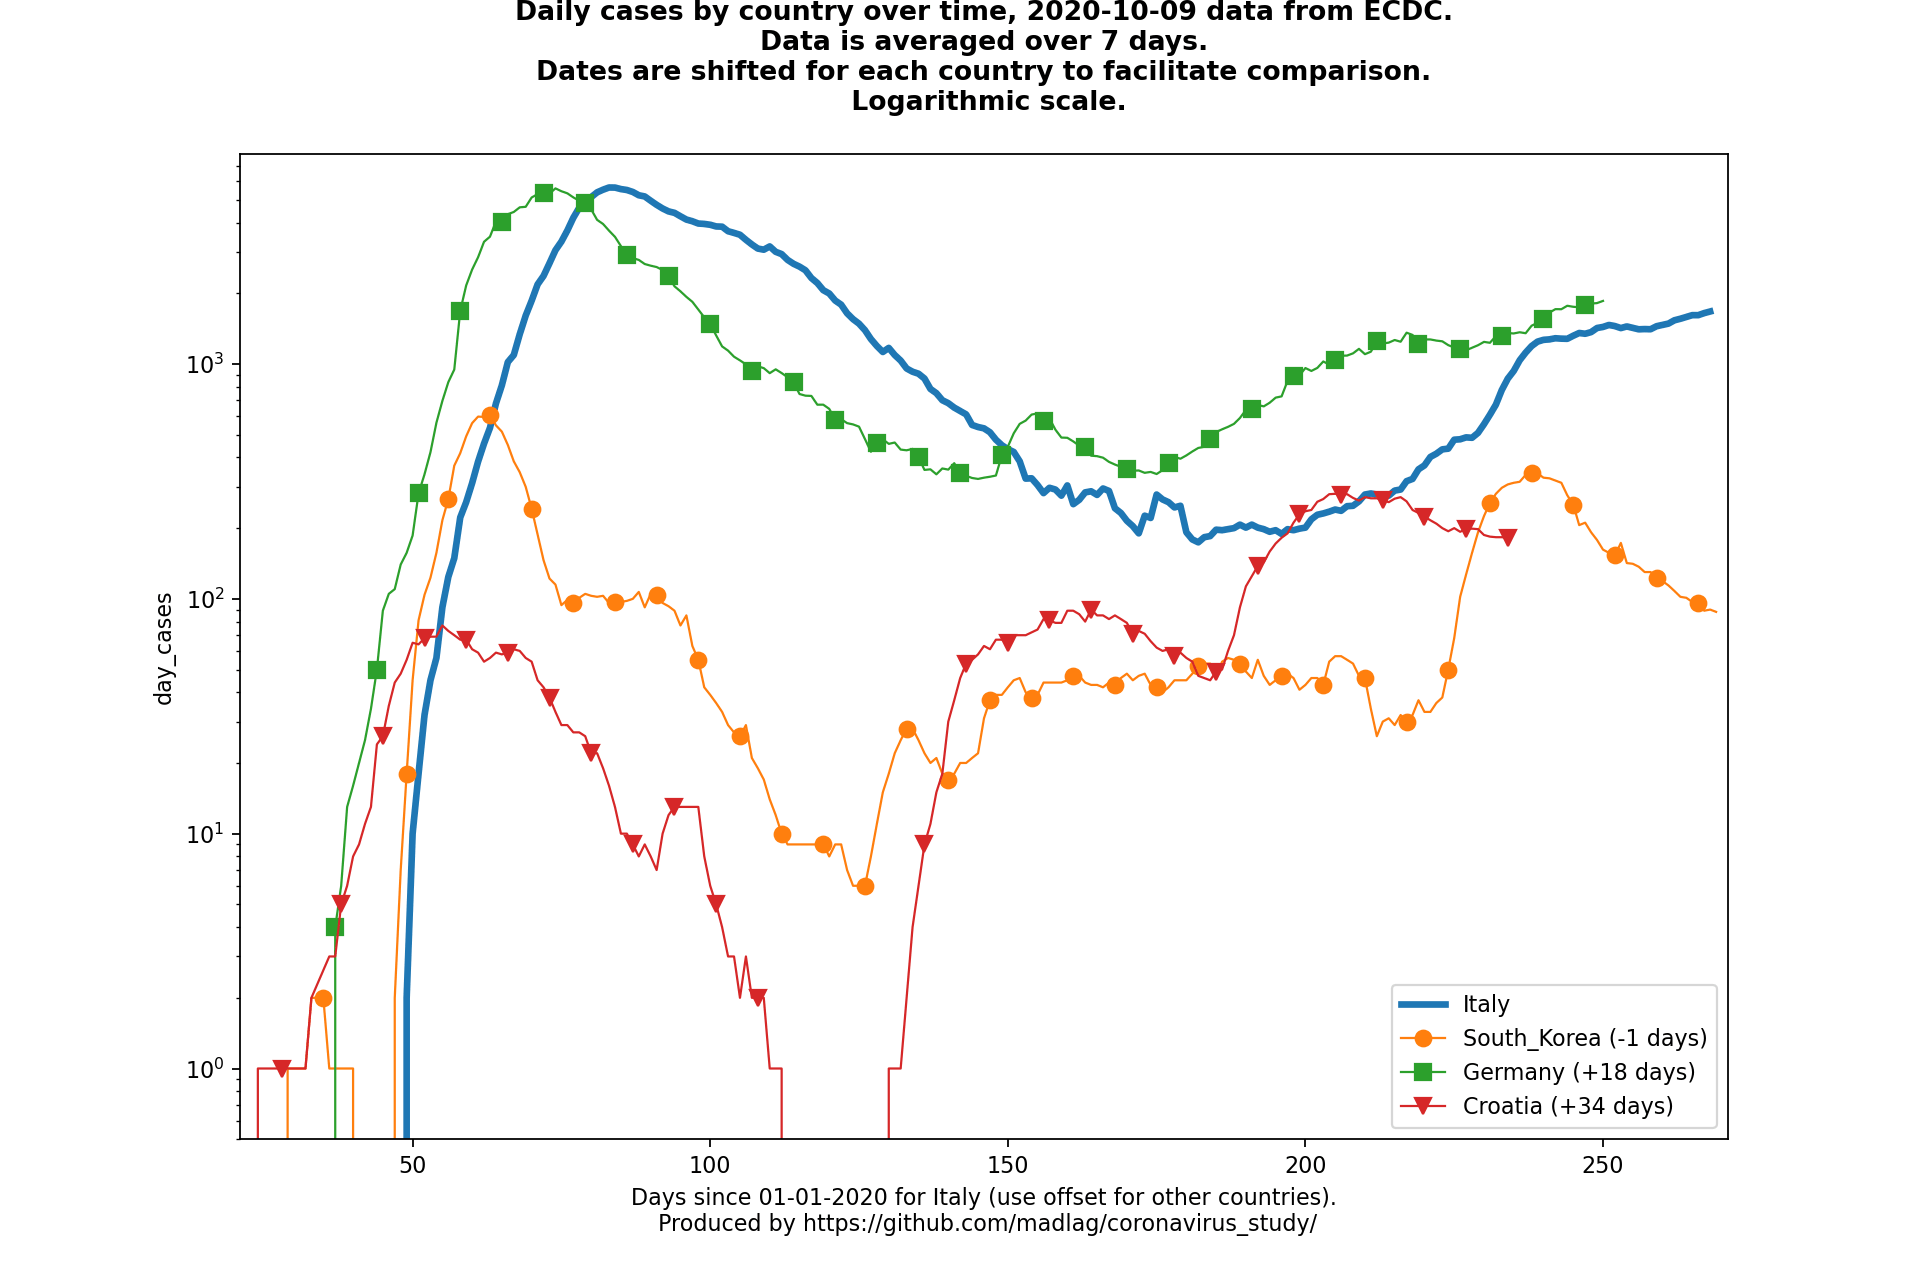 Daily cases by country over time, 2020-10-09 data from ECDC.
Data is averaged over 7 days.
Dates are shifted for each country to facilitate comparison.
Logarithmic scale.
day_cases
10³
10²
10¹
10⁰
50 100 150 200 250
Italy
South_Korea (-1 days)
Germany (+18 days)
Croatia (+34 days)
Days since 01-01-2020 for Italy (use offset for other countries).
Produced by https://github.com/madlag/coronavirus_study/